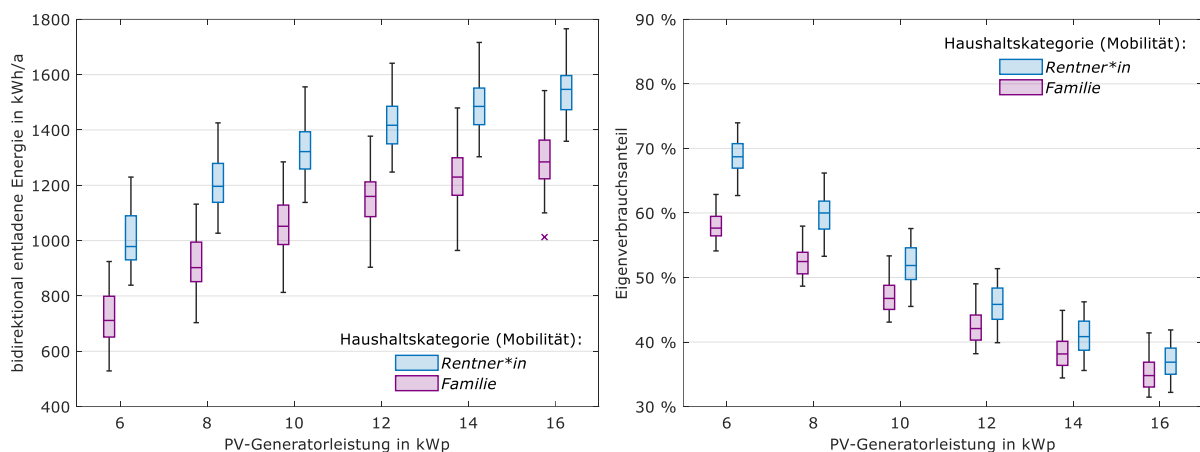 bidirektional entladene Energie in kWh/a
1800
1600
1400
1200
1000
800
600
400
Haushaltskategorie (Mobilität):
Rentner*in
Familie
6 8 10 12 14 16
PV-Generatorleistung in kWp
Eigenverbrauchsanteil
90 %
80 %
70 %
60 %
50 %
40 %
30 %
Haushaltskategorie (Mobilität):
Rentner*in
Familie
6 8 10 12 14 16
PV-Generatorleistung in kWp